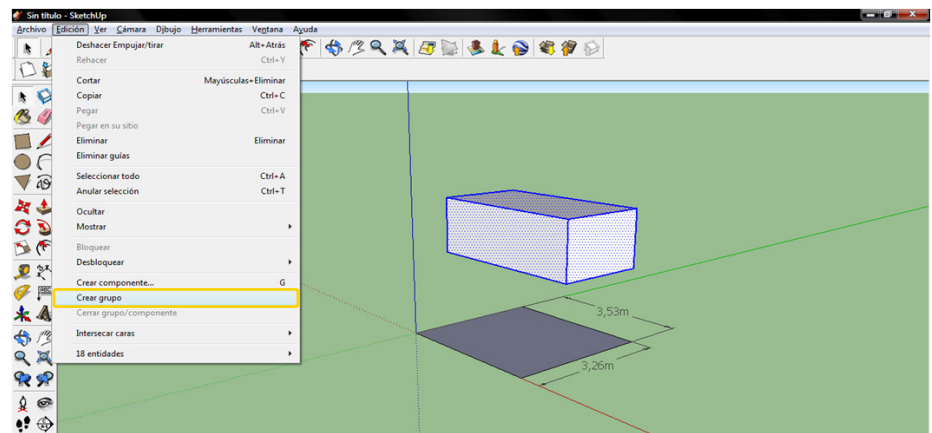 Sin título - SketchUp
Archivo Edición Ver Cámara Dibujo Herramientas Ventana Ayuda
Deshacer Empujar/tirar Alt+Atrás
Rehacer Ctrl+Y
Cortar Mayúsculas+Eliminar
Copiar Ctrl+C
Pegar Ctrl+V
Pegar en su sitio
Eliminar Eliminar
Eliminar guías
Seleccionar todo Ctrl+A
Anular selección Ctrl+T
Ocultar
Mostrar
Bloquear
Desbloquear
Crear componente... G
Crear grupo
Cerrar grupo/componente
Intersecar caras
18 entidades
3,53m
3,26m